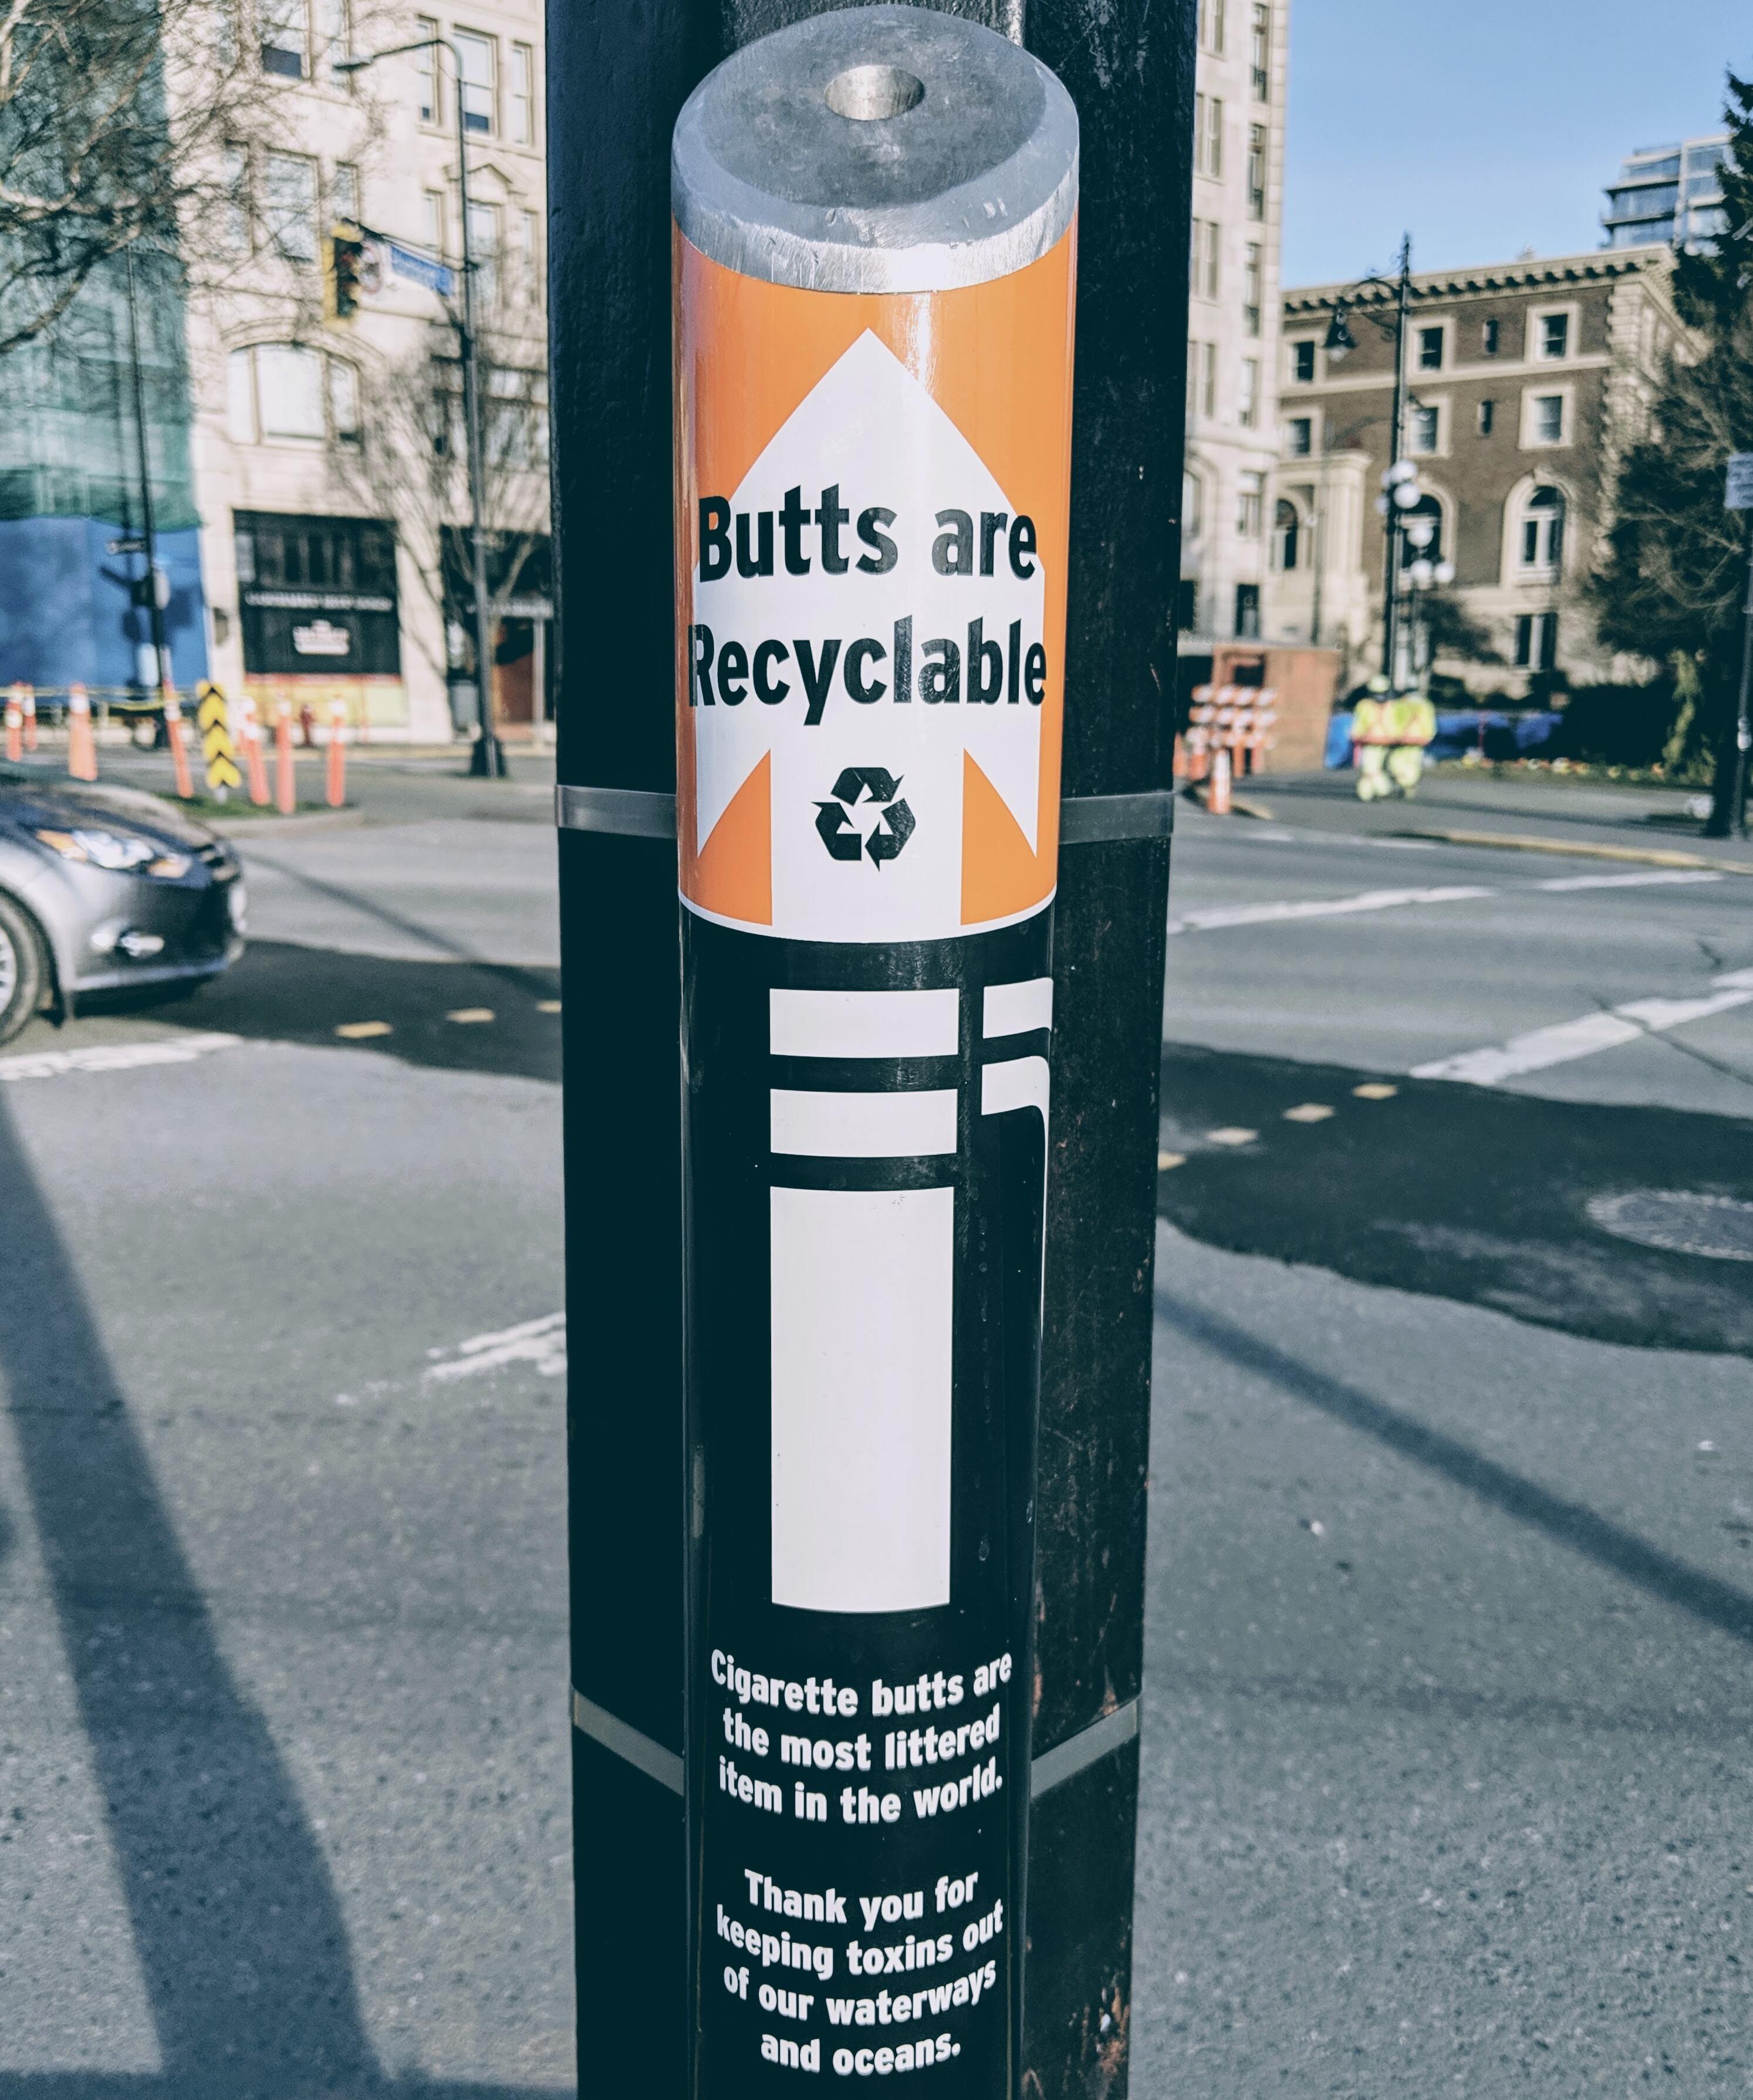 Butts are
Recyclable
Cigarette butts are
the most littered
item in the world.
Thank you for
keeping toxins out
of our waterways
and oceans.